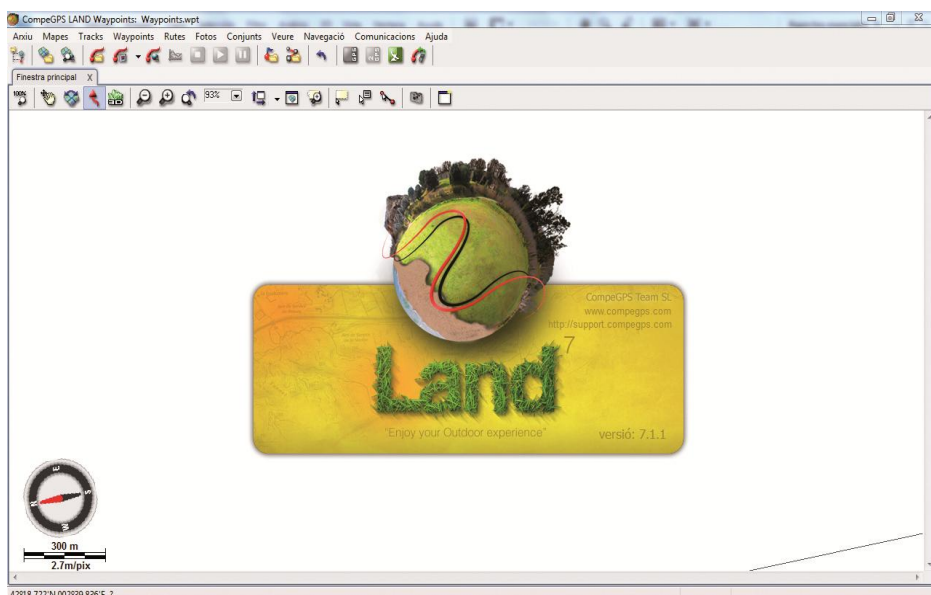 CompeGPS LAND Waypoints: Waypoints.wpt
Arxiu Mapes Tracks Waypoints Rutes Fotos Conjunts Veure Navegació Comunicacions Ajuda
Finestra principal X
100%
3D
93%
CompeGPS Team SL
www.compegps.com
http://support.compegps.com
7
Land
"Enjoy your Outdoor experience"
versió: 7.1.1
E
N
S
W
300 m
2.7m/pix